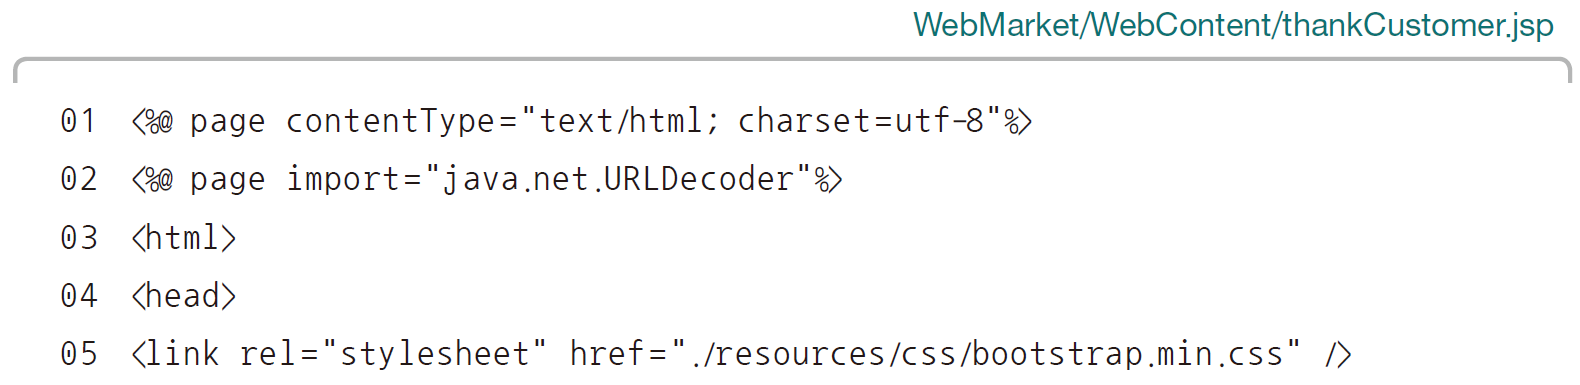 WebMarket/WebContent/thankCustomer.jsp
01 <%@ page contentType="text/html; charset=utf-8"%>
02 <%@ page import="java.net.URLDecoder"%>
03 <html>
04 <head>
05 <link rel="stylesheet" href="./resources/css/bootstrap.min.css" />